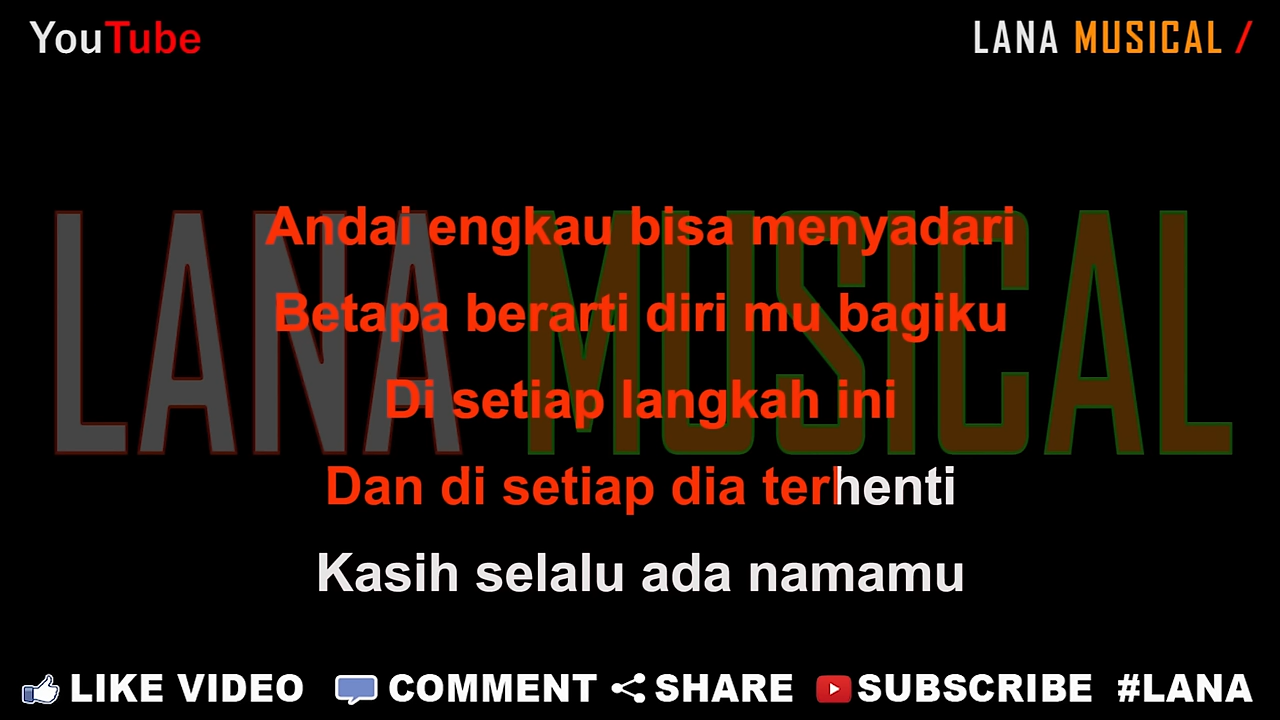 YouTube
LANA MUSICAL /
LANA MUSICAL
Andai engkau bisa menyadari
Betapa berarti diri mu bagiku
Di setiap langkah ini
Dan di setiap dia terhenti
Kasih selalu ada namamu
LIKE VIDEO COMMENT SHARE SUBSCRIBE #LANA